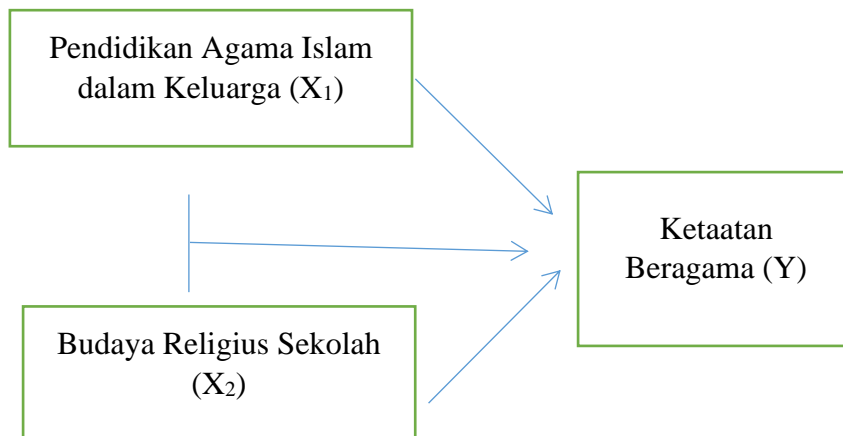 Pendidikan Agama Islam
dalam Keluarga (X₁)
Ketaatan
Beragama (Y)
Budaya Religius Sekolah
(X₂)